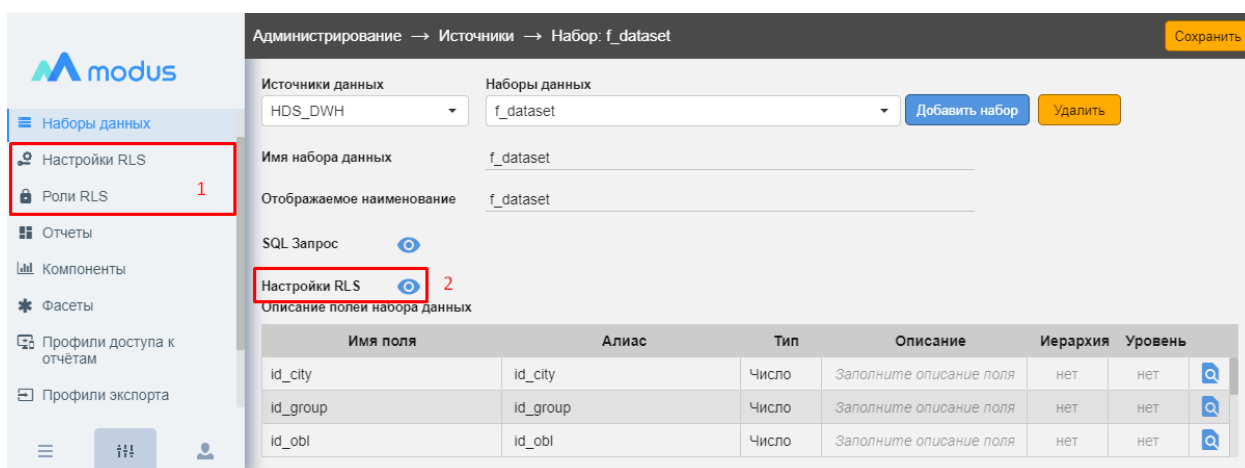 modus
Наборы данных
Настройки RLS
1
Роли RLS
Отчеты
Компоненты
Фасеты
Профили доступа к
отчётам
Профили экспорта
Администрирование → Источники → Набор: f_dataset
Сохранить
Источники данных Наборы данных
HDS_DWH f_dataset Добавить набор Удалить
Имя набора данных f_dataset
Отображаемое наименование f_dataset
SQL Запрос
Настройки RLS 2
Описание полей набора данных
Имя поля Алиас Тип Описание Иерархия Уровень
id_city id_city Число Заполните описание поля нет нет
id_group id_group Число Заполните описание поля нет нет
id_obl id_obl Число Заполните описание поля нет нет